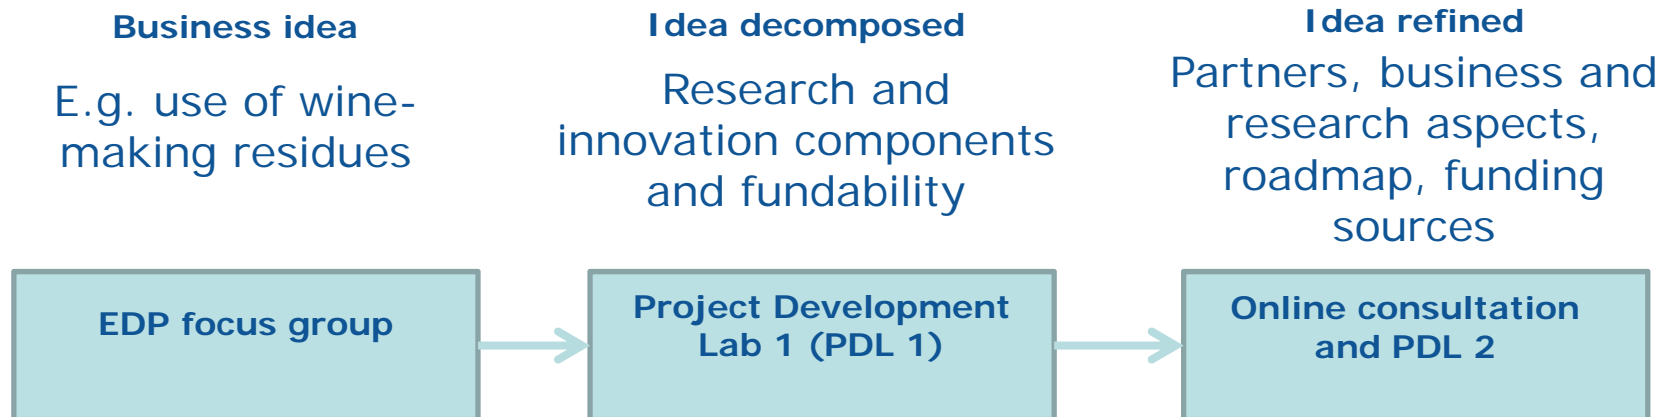 Business idea
E.g. use of wine-
making residues
EDP focus group
Idea decomposed
Research and
innovation components
and fundability
Project Development
Lab 1 (PDL 1)
Idea refined
Partners, business and
research aspects,
roadmap, funding
sources
Online consultation
and PDL 2